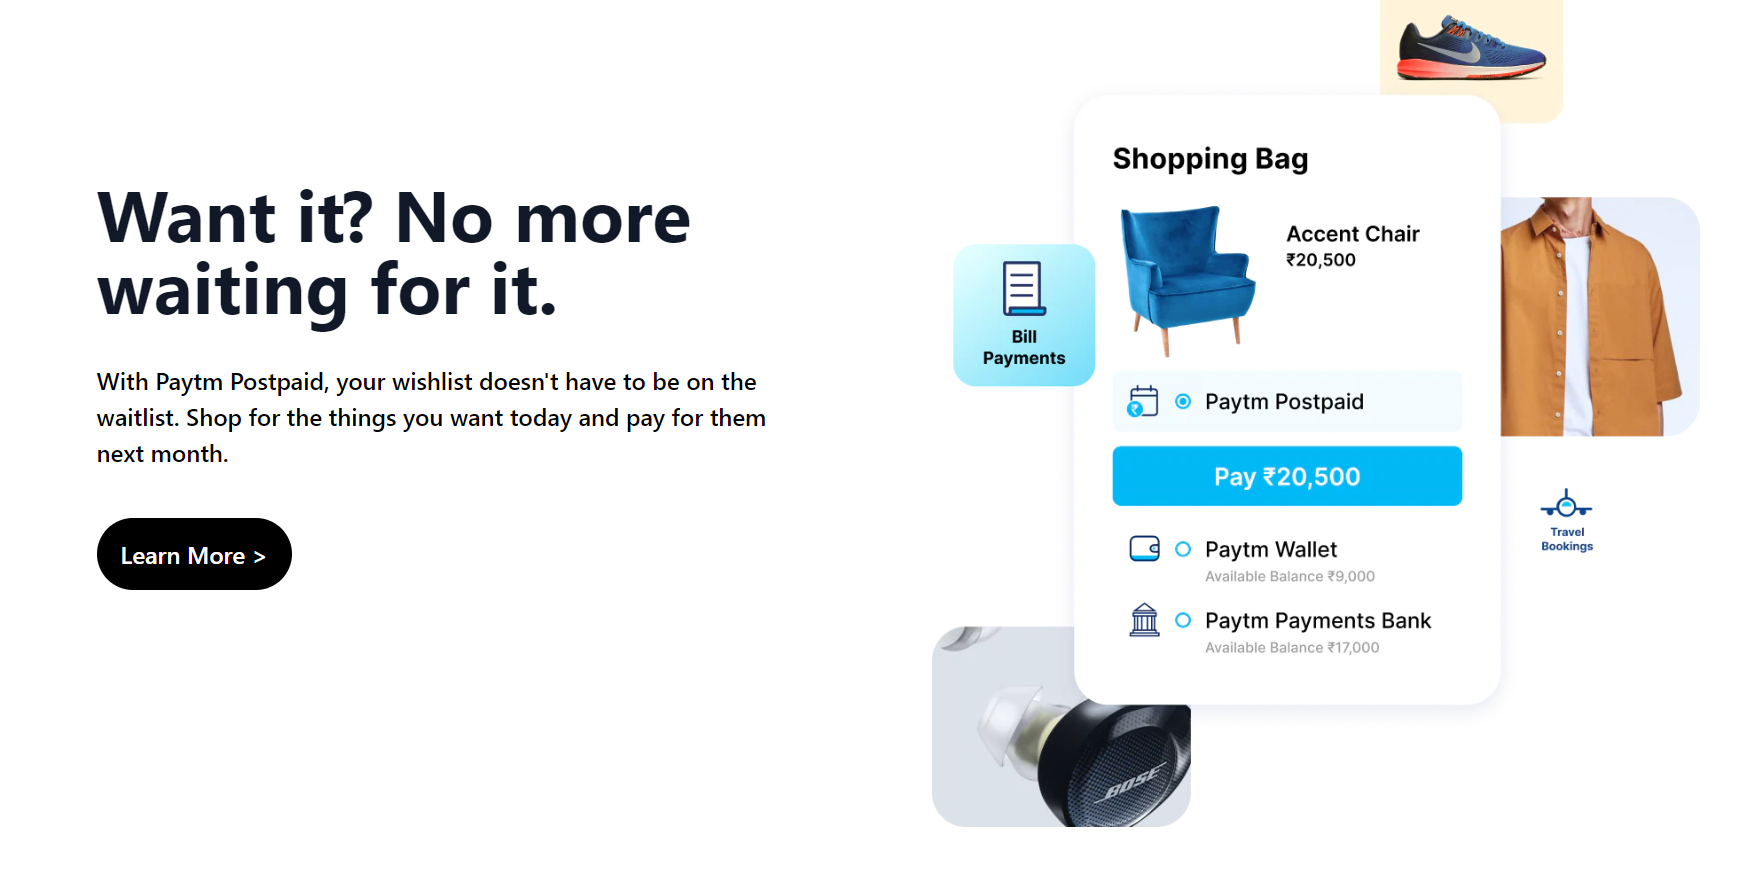 Want it? No more
waiting for it.
With Paytm Postpaid, your wishlist doesn't have to be on the
waitlist. Shop for the things you want today and pay for them
next month.
Learn More >
Bill
Payments
Shopping Bag
Accent Chair
₹20,500
₹
Paytm Postpaid
Pay ₹20,500
Paytm Wallet
Available Balance ₹9,000
Paytm Payments Bank
Available Balance ₹17,000
Travel
Bookings
BOSE